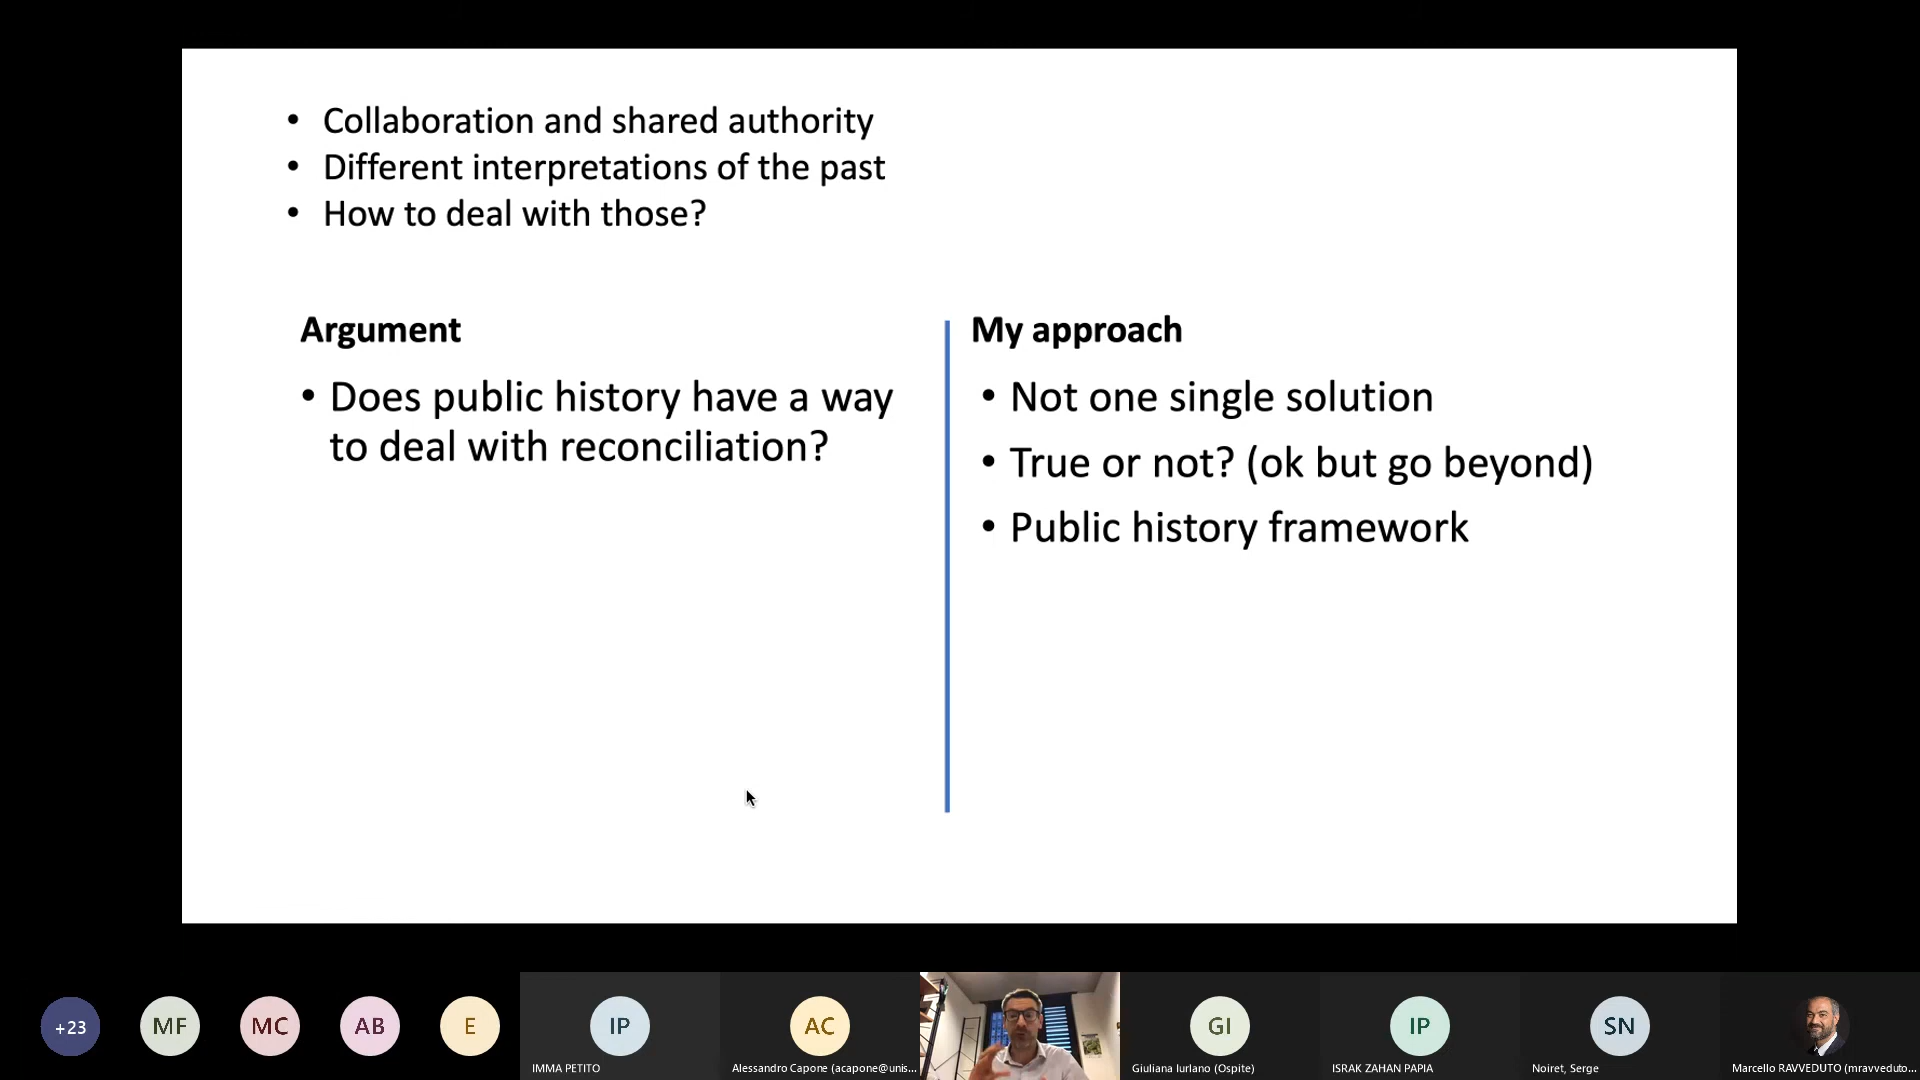 • Collaboration and shared authority
• Different interpretations of the past
• How to deal with those?
Argument
• Does public history have a way
to deal with reconciliation?
My approach
• Not one single solution
• True or not? (ok but go beyond)
• Public history framework
+23
MF
MC
AB
E
IP
IMMA PETITO
AC
Alessandro Capone (acapone@unis...
GI
Giuliana Iurlano (Ospite)
IP
ISRAK ZAHAN PAPIA
SN
Noiret, Serge
Marcello RAVVEDUTO (mravveduto...